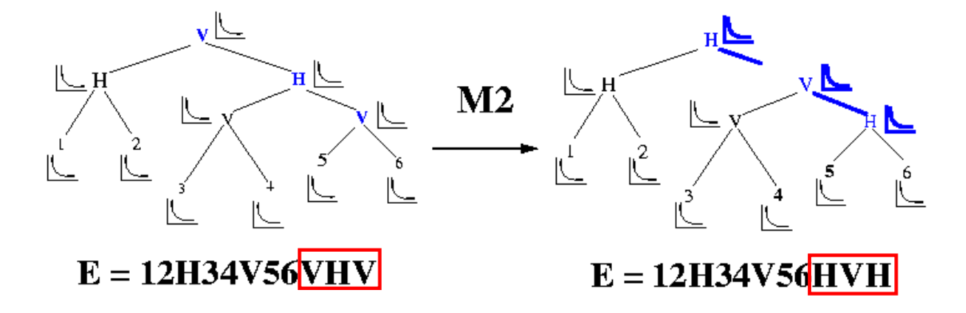 V H
H H V
M2
V V V H
1 2 5 6 1 2 5 6
3 4 3 4
E = 12H34V56VHV E = 12H34V56HVH